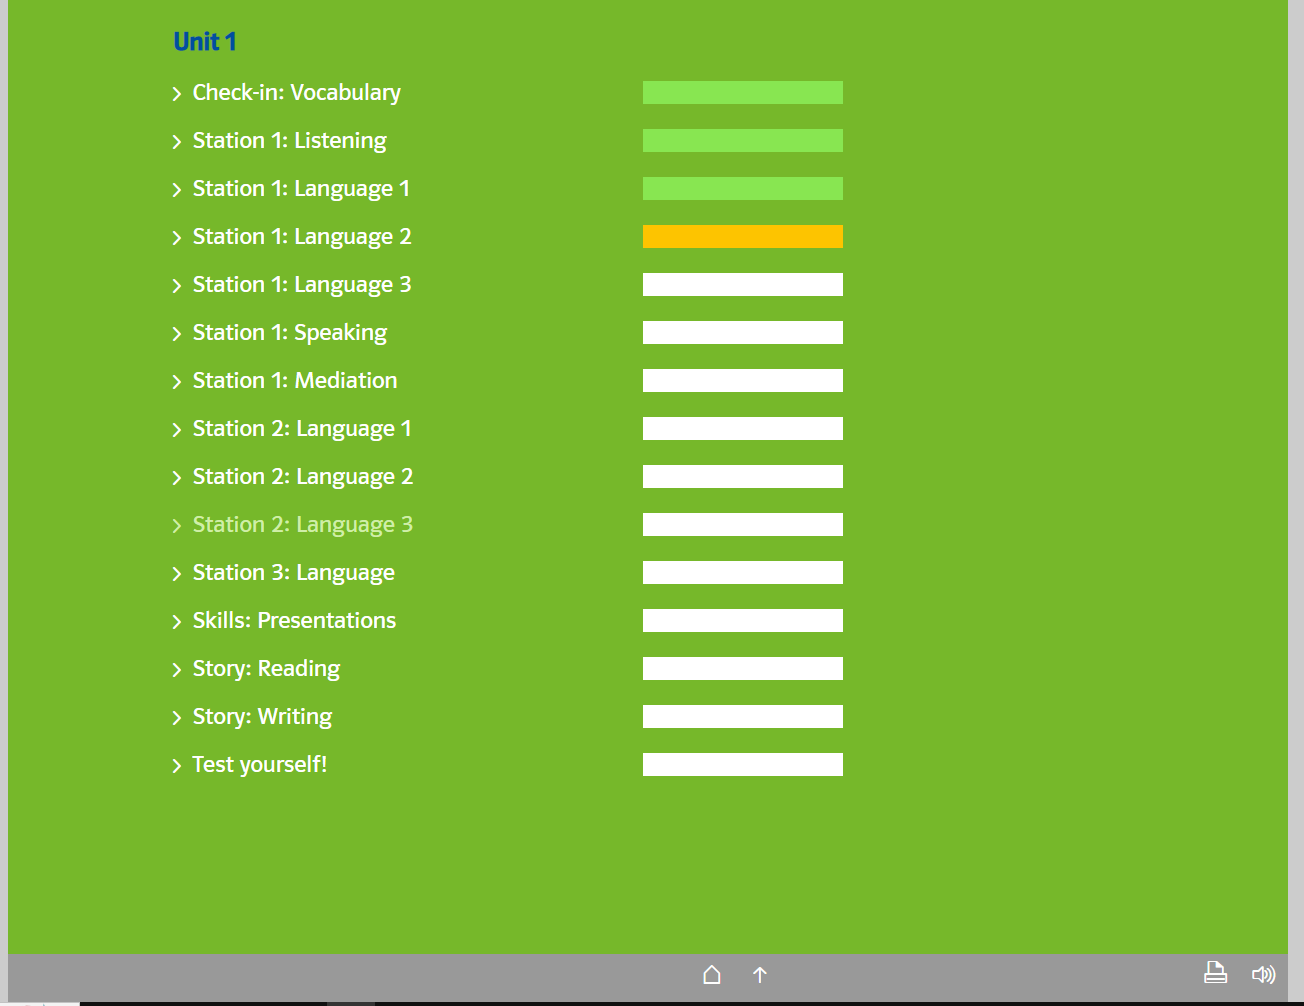 Unit 1
Check-in: Vocabulary
Station 1: Listening
Station 1: Language 1
Station 1: Language 2
Station 1: Language 3
Station 1: Speaking
Station 1: Mediation
Station 2: Language 1
Station 2: Language 2
Station 2: Language 3
Station 3: Language
Skills: Presentations
Story: Reading
Story: Writing
Test yourself!